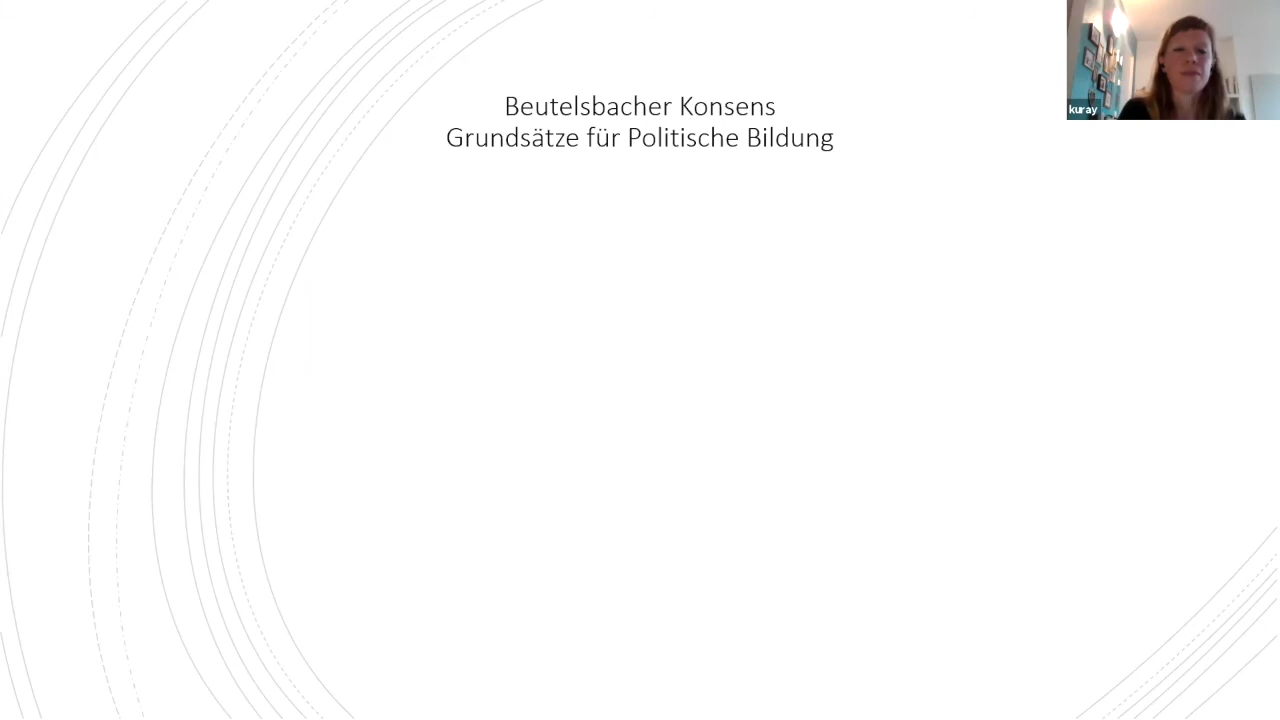 Beutelsbacher Konsens
Grundsätze für Politische Bildung
kuray